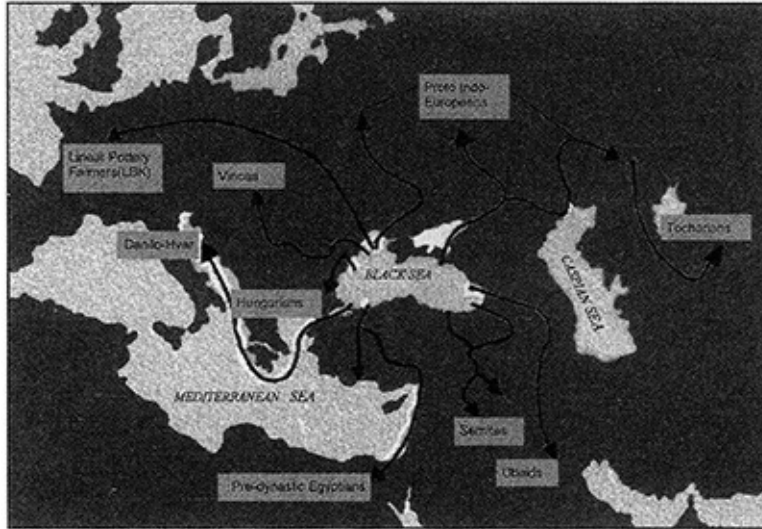 Proto Indo-
Europeans
Lineal Pottery
Farmers(LBK)
Vincas
Tocharians
Danilo-Hvar
BLACK SEA
CASPIAN SEA
Hungarians
MEDITERRANEAN SEA
Semites
Ubaids
Pre-dynastic Egyptians